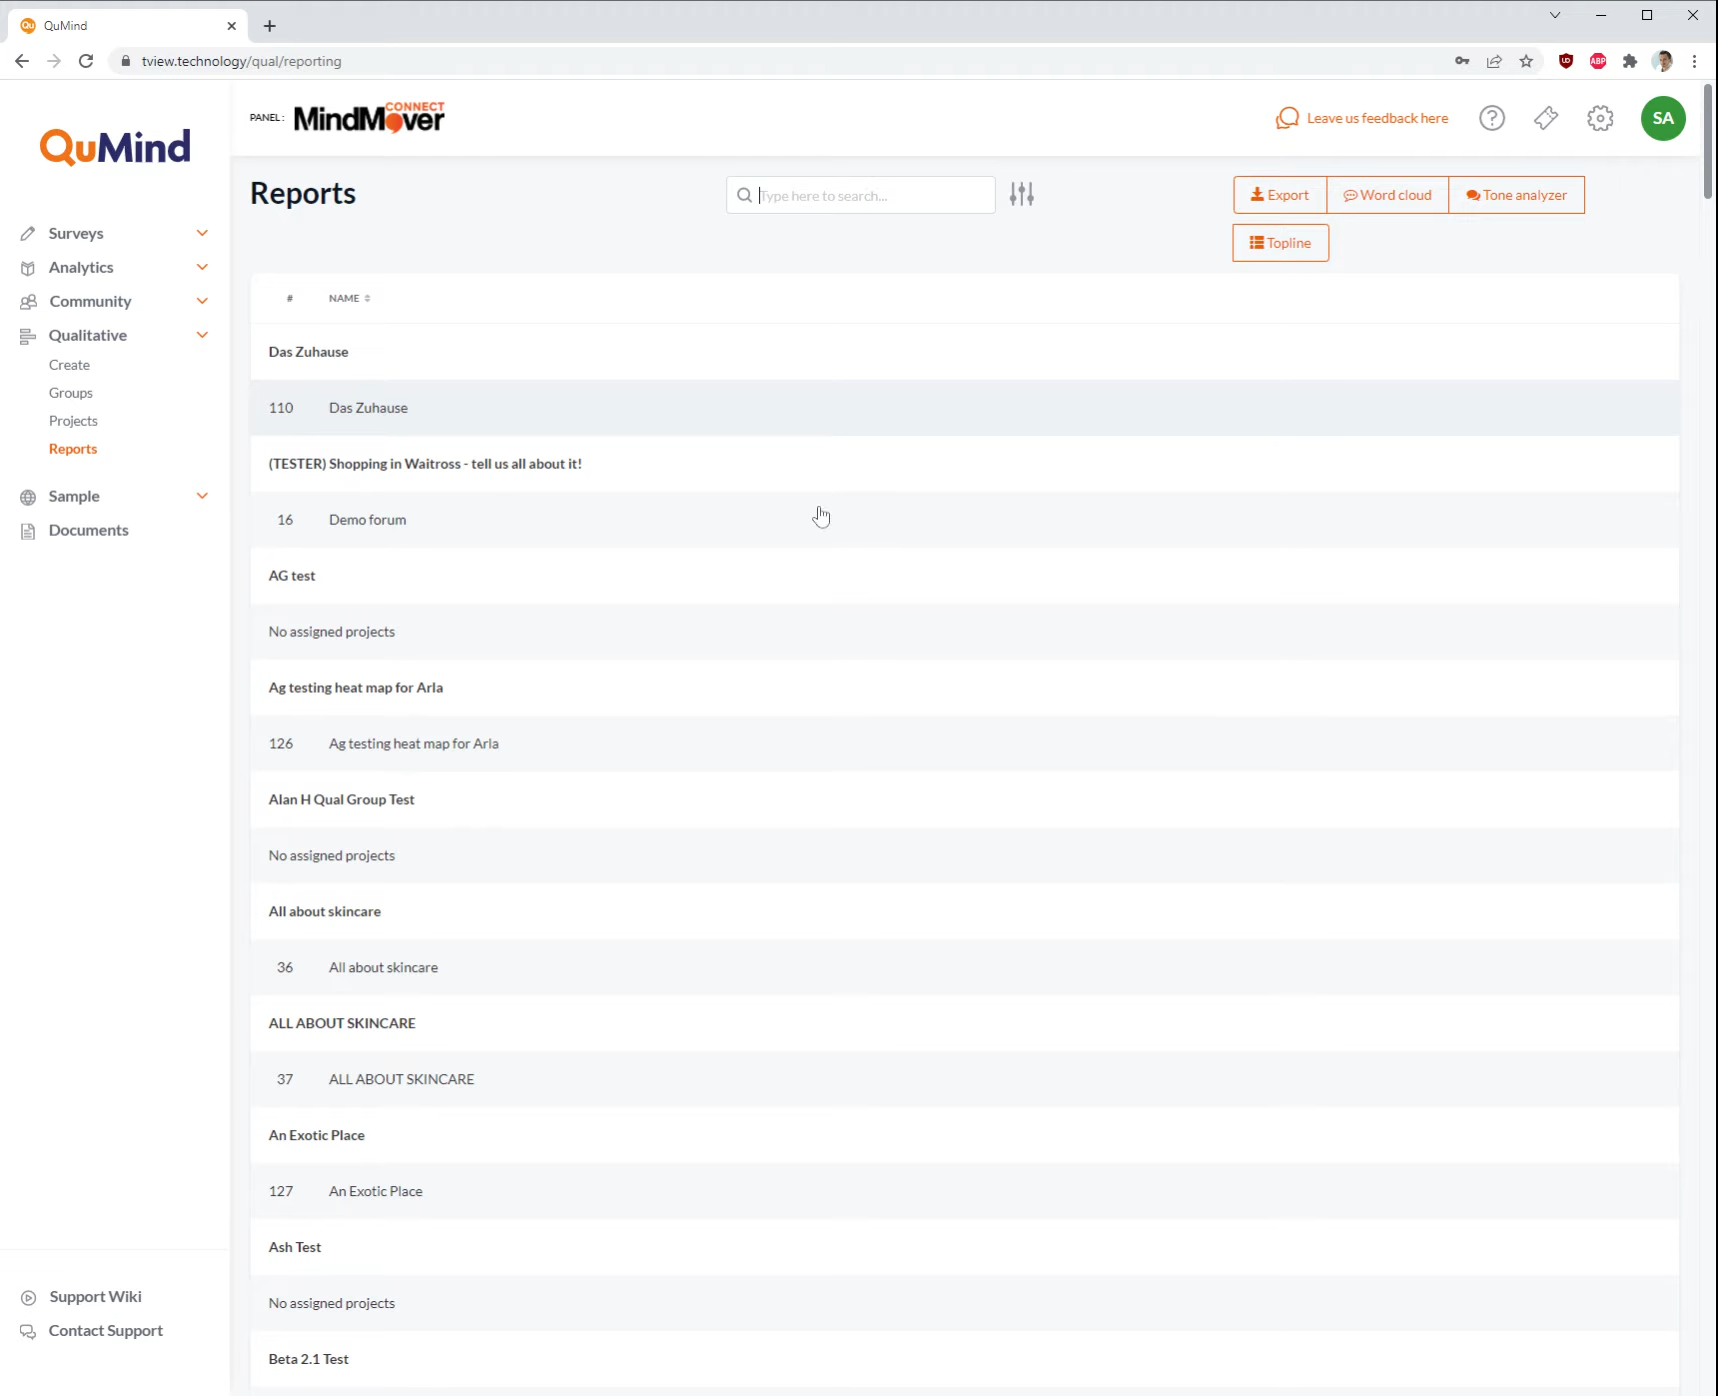 QuMind
tview.technology/qual/reporting
ABP
QuMind
PANEL: MindMover CONNECT
Leave us feedback here
SA
Reports
Type here to search...
Export
Word cloud
Tone analyzer
Topline
Surveys
Analytics
Community
Qualitative
Create
Groups
Projects
Reports
Sample
Documents
# NAME
Das Zuhause
110 Das Zuhause
(TESTER) Shopping in Waitross - tell us all about it!
16 Demo forum
AG test
No assigned projects
Ag testing heat map for Arla
126 Ag testing heat map for Arla
Alan H Qual Group Test
No assigned projects
All about skincare
36 All about skincare
ALL ABOUT SKINCARE
37 ALL ABOUT SKINCARE
An Exotic Place
127 An Exotic Place
Ash Test
No assigned projects
Beta 2.1 Test
Support Wiki
Contact Support